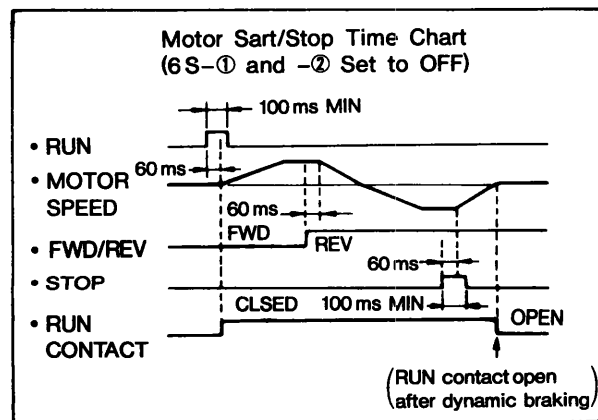 Motor Sart/Stop Time Chart
(6S-① and -② Set to OFF)
100 ms MIN
• RUN
60 ms
• MOTOR
SPEED
60 ms
FWD
REV
• FWD/REV
60 ms
• STOP
CLSED
100 ms MIN
OPEN
• RUN
CONTACT
(RUN contact open
after dynamic braking)